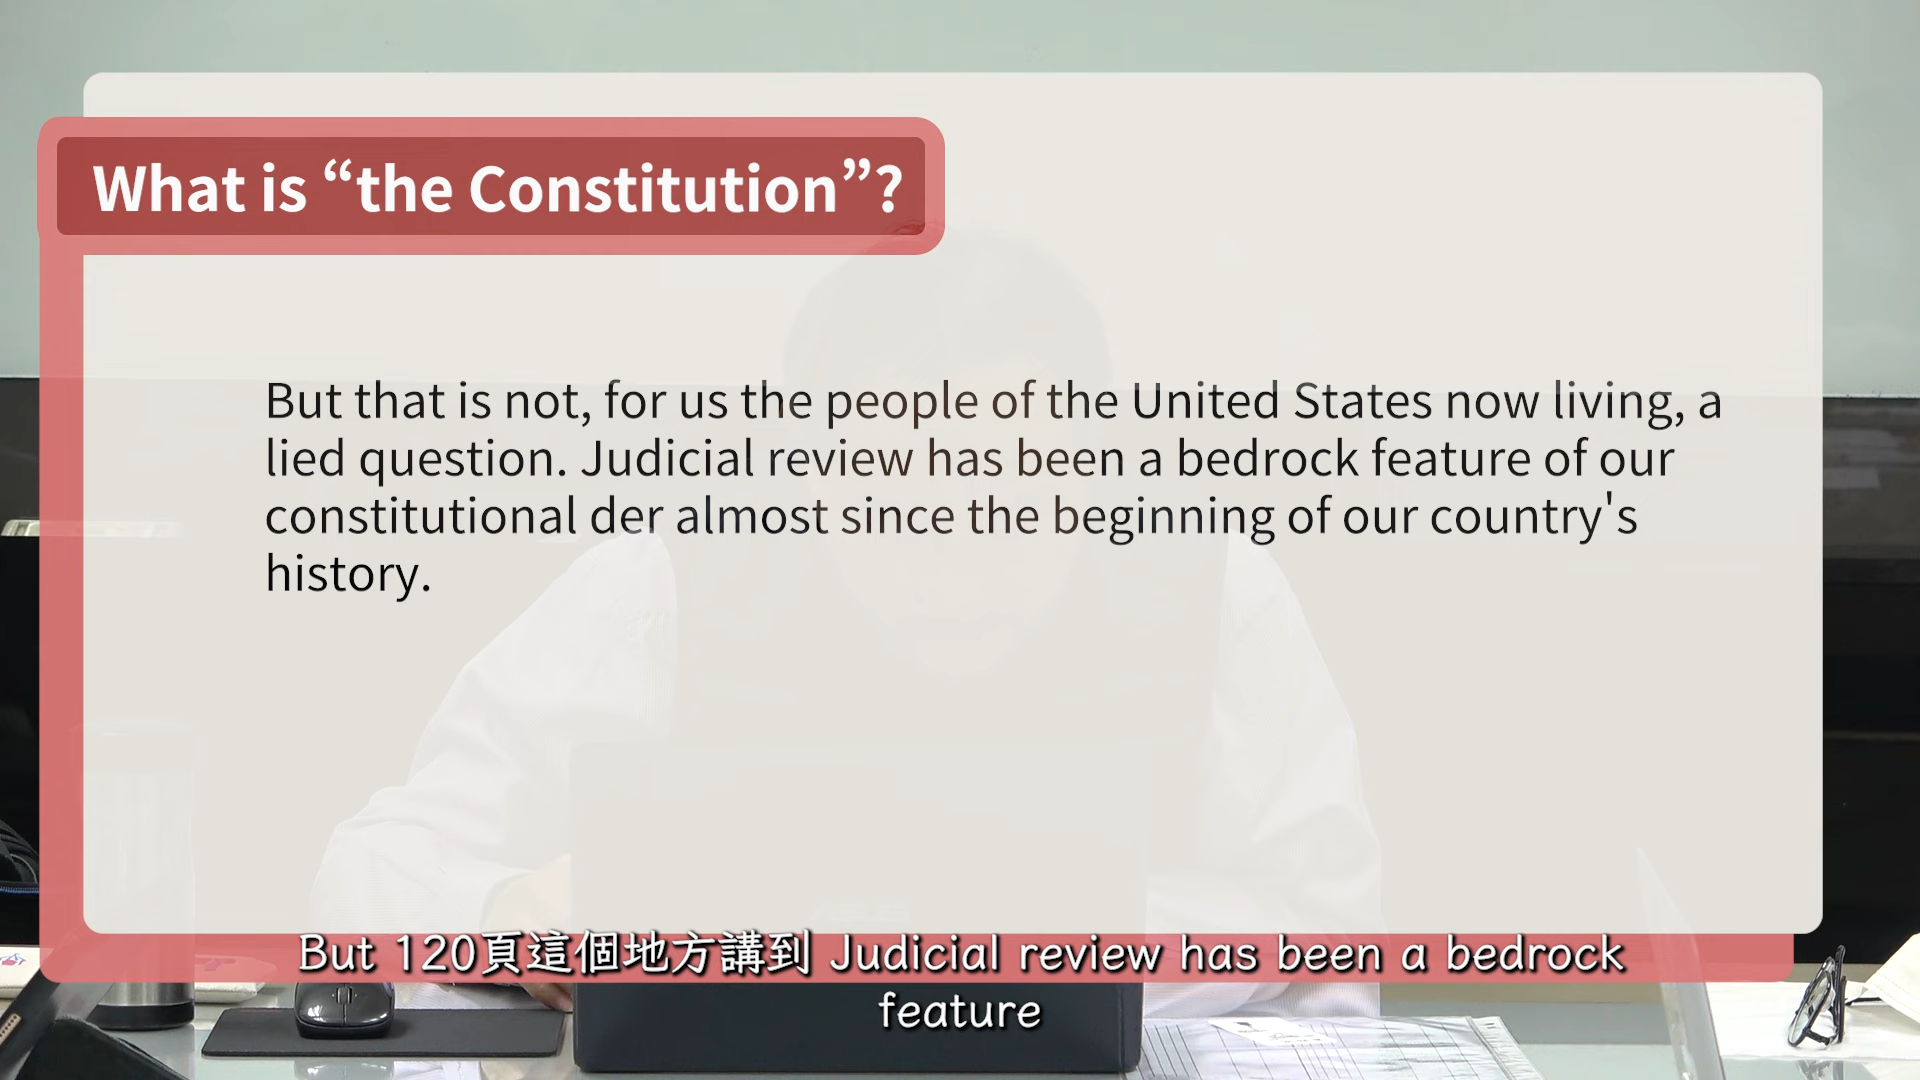 What is “the Constitution”?
But that is not, for us the people of the United States now living, a
lied question. Judicial review has been a bedrock feature of our
constitutional der almost since the beginning of our country's
history.
But 120頁這個地方講到 Judicial review has been a bedrock
feature